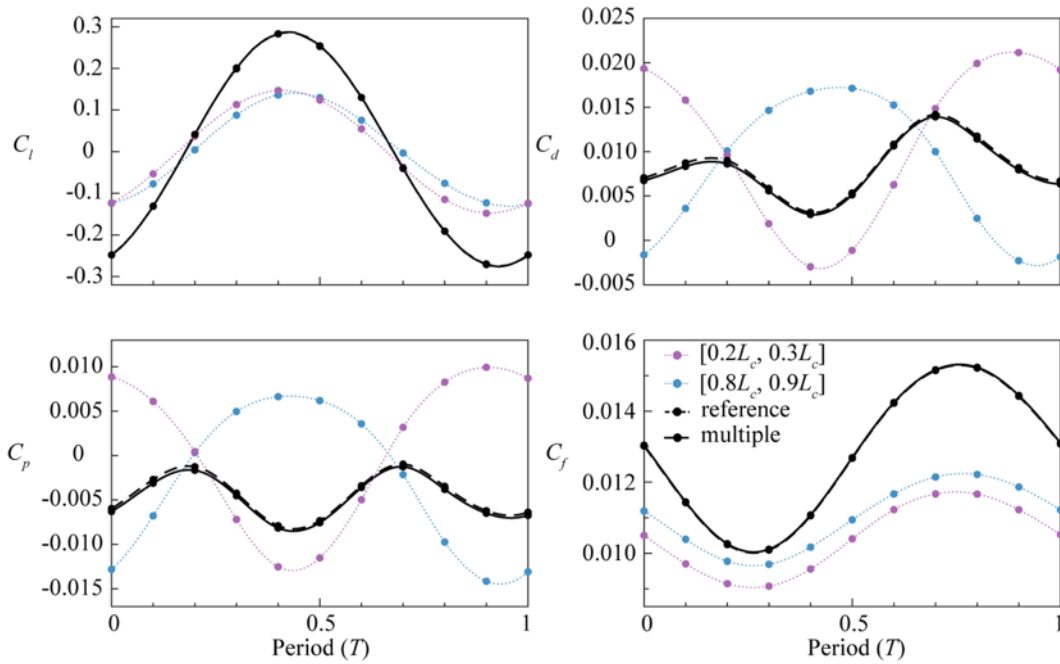 0.3
0.2
0.1
C_l 0
-0.1
-0.2
-0.3
0.025
0.020
0.015
C_d 0.010
0.005
0
-0.005
0.010
0.005
0
C_p -0.005
-0.010
-0.015
0 0.5 1
Period (T)
0.016
0.014
C_f 0.012
0.010
[0.2L_c, 0.3L_c]
[0.8L_c, 0.9L_c]
reference
multiple
0 0.5 1
Period (T)